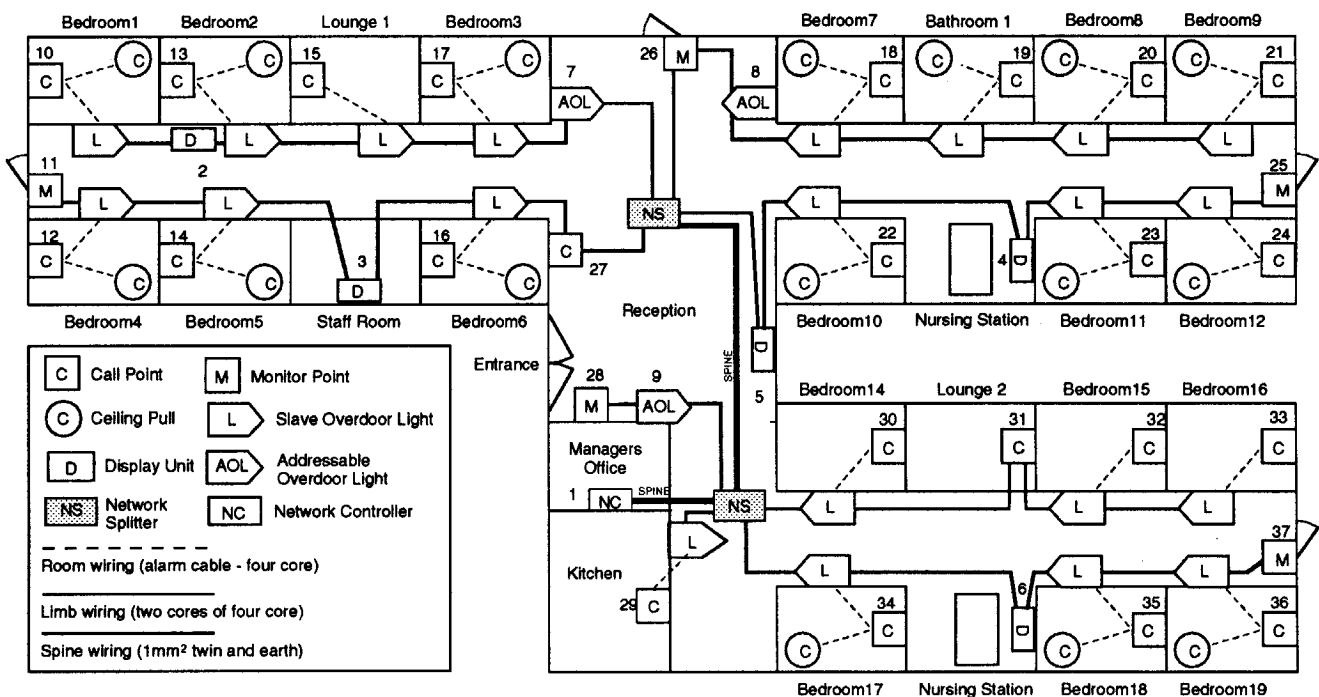 Bedroom1 Bedroom2 Lounge 1 Bedroom3 Bedroom7 Bathroom 1 Bedroom8 Bedroom9
10 C C 13 C C 15 C 17 C C 7 AOL 26 M 8 AOL 18 C C 19 C C 20 C C 21 C C
L D L L L L L L L
11 M 2 25 M
L L L NS L L L
12 C C 14 C C 3 D 16 C C C 27 22 C C 4 D 23 C C 24 C C
Bedroom4 Bedroom5 Staff Room Bedroom6 Reception Bedroom10 Nursing Station Bedroom11 Bedroom12
Entrance
SPINE
D
5
28 M 9 AOL
Bedroom14 Lounge 2 Bedroom15 Bedroom16
30 C 31 C 32 C 33 C
Managers
Office
1 NC SPINE NS L L L
L
Kitchen
29 C
37 M
L 6 L L
34 C C D 35 C C 36 C C
Bedroom17 Nursing Station Bedroom18 Bedroom19
C Call Point M Monitor Point
C Ceiling Pull L Slave Overdoor Light
D Display Unit AOL Addressable
Overdoor Light
NS Network
Splitter
NC Network Controller
Room wiring (alarm cable - four core)
Limb wiring (two cores of four core)
Spine wiring (1mm² twin and earth)